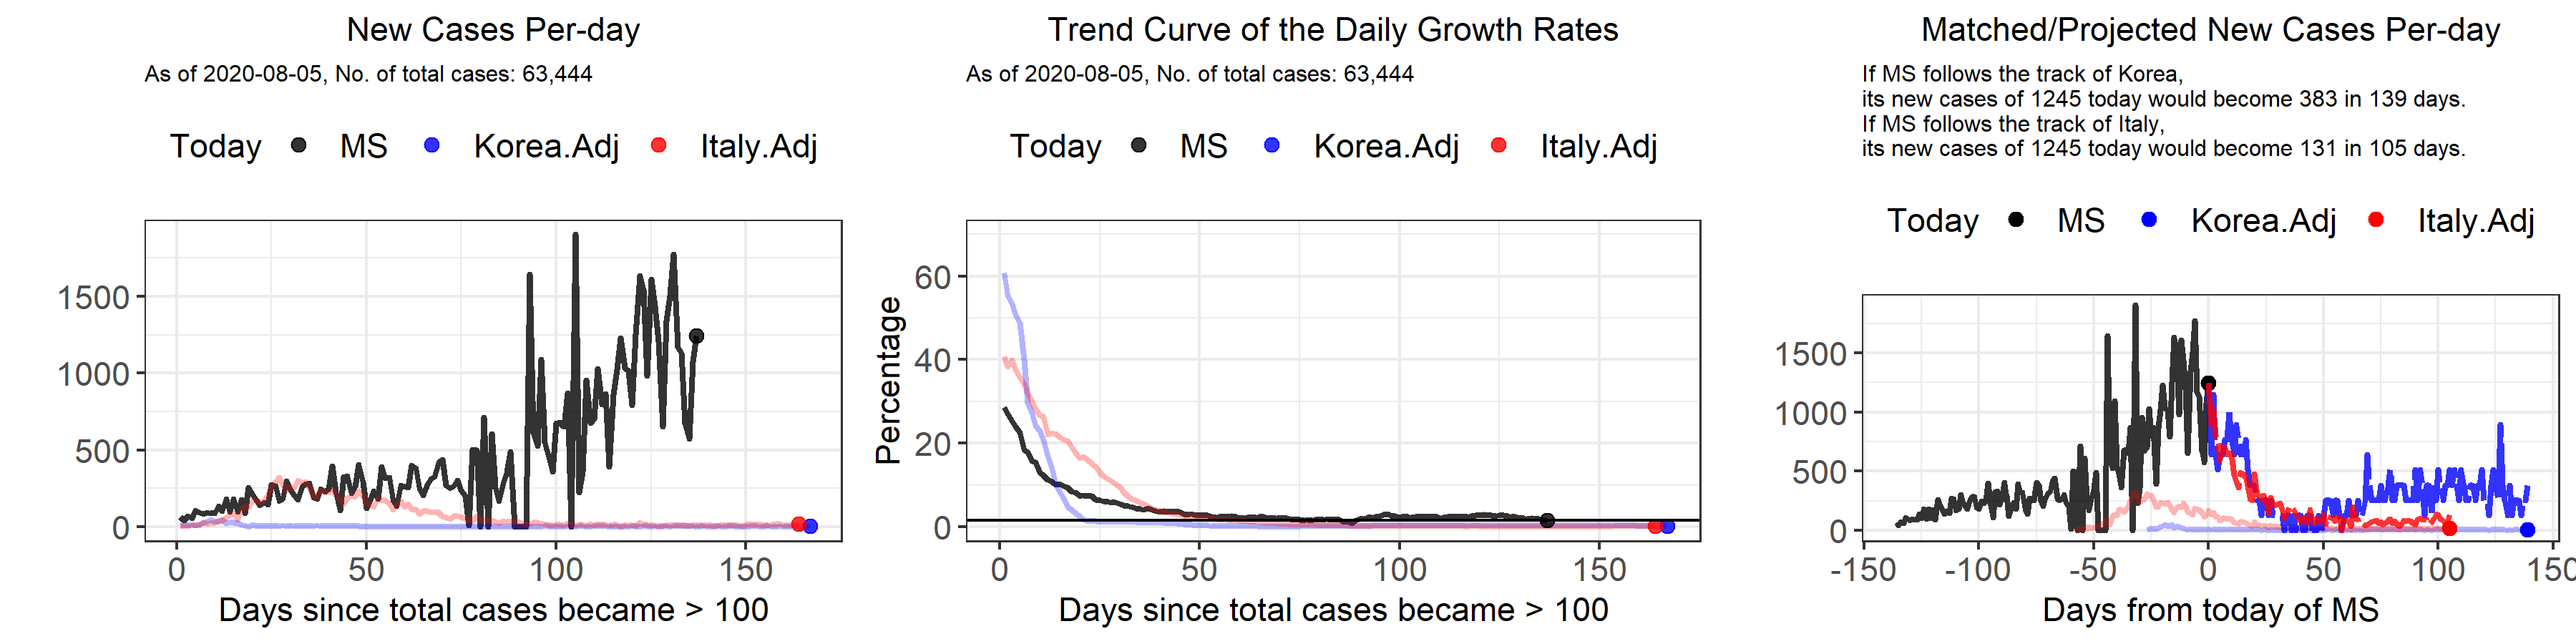 New Cases Per-day
As of 2020-08-05, No. of total cases: 63,444
Today MS Korea.Adj Italy.Adj
1500
1000
500
0
0 50 100 150
Days since total cases became > 100
Trend Curve of the Daily Growth Rates
As of 2020-08-05, No. of total cases: 63,444
Today MS Korea.Adj Italy.Adj
Percentage
60
40
20
0
0 50 100 150
Days since total cases became > 100
Matched/Projected New Cases Per-day
If MS follows the track of Korea,
its new cases of 1245 today would become 383 in 139 days.
If MS follows the track of Italy,
its new cases of 1245 today would become 131 in 105 days.
Today MS Korea.Adj Italy.Adj
1500
1000
500
0
-150 -100 -50 0 50 100 150
Days from today of MS